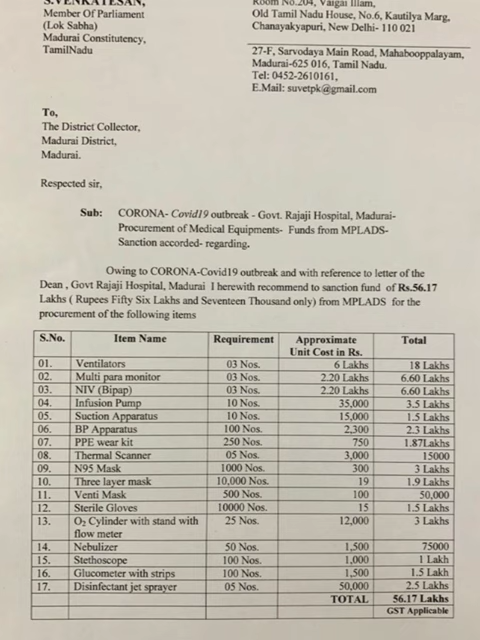 S.VENKATESAN,
Member Of Parliament
(Lok Sabha)
Madurai Constitutency,
TamilNadu
Room No.204, Vaigai Illam,
Old Tamil Nadu House, No.6, Kautilya Marg,
Chanayakyapuri, New Delhi- 110 021
27-F, Sarvodaya Main Road, Mahabooppalayam,
Madurai-625 016, Tamil Nadu.
Tel: 0452-2610161,
E.Mail: suvetpk@gmail.com
To,
The District Collector,
Madurai District,
Madurai.
Respected sir,
Sub: CORONA- Covid19 outbreak - Govt. Rajaji Hospital, Madurai-
Procurement of Medical Equipments- Funds from MPLADS-
Sanction accorded- regarding.
Owing to CORONA-Covid19 outbreak and with reference to letter of the
Dean , Govt Rajaji Hospital, Madurai I herewith recommend to sanction fund of Rs.56.17
Lakhs ( Rupees Fifty Six Lakhs and Seventeen Thousand only) from MPLADS for the
procurement of the following items
S.No. Item Name Requirement Approximate Total
Unit Cost in Rs.
01. Ventilators 03 Nos. 6 Lakhs 18 Lakhs
02. Multi para monitor 03 Nos. 2.20 Lakhs 6.60 Lakhs
03. NIV (Bipap) 03 Nos. 2.20 Lakhs 6.60 Lakhs
04. Infusion Pump 10 Nos. 35,000 3.5 Lakhs
05. Suction Apparatus 10 Nos. 15,000 1.5 Lakhs
06. BP Apparatus 100 Nos. 2,300 2.3 Lakhs
07. PPE wear kit 250 Nos. 750 1.87Lakhs
08. Thermal Scanner 05 Nos. 3,000 15000
09. N95 Mask 1000 Nos. 300 3 Lakhs
10. Three layer mask 10,000 Nos. 19 1.9 Lakhs
11. Venti Mask 500 Nos. 100 50,000
12. Sterile Gloves 10000 Nos. 15 1.5 Lakhs
13. O2 Cylinder with stand with 25 Nos. 12,000 3 Lakhs
flow meter
14. Nebulizer 50 Nos. 1,500 75000
15. Stethoscope 100 Nos. 1,000 1 Lakh
16. Glucometer with strips 100 Nos. 1,500 1.5 Lakh
17. Disinfectant jet sprayer 05 Nos. 50,000 2.5 Lakhs
TOTAL 56.17 Lakhs
GST Applicable